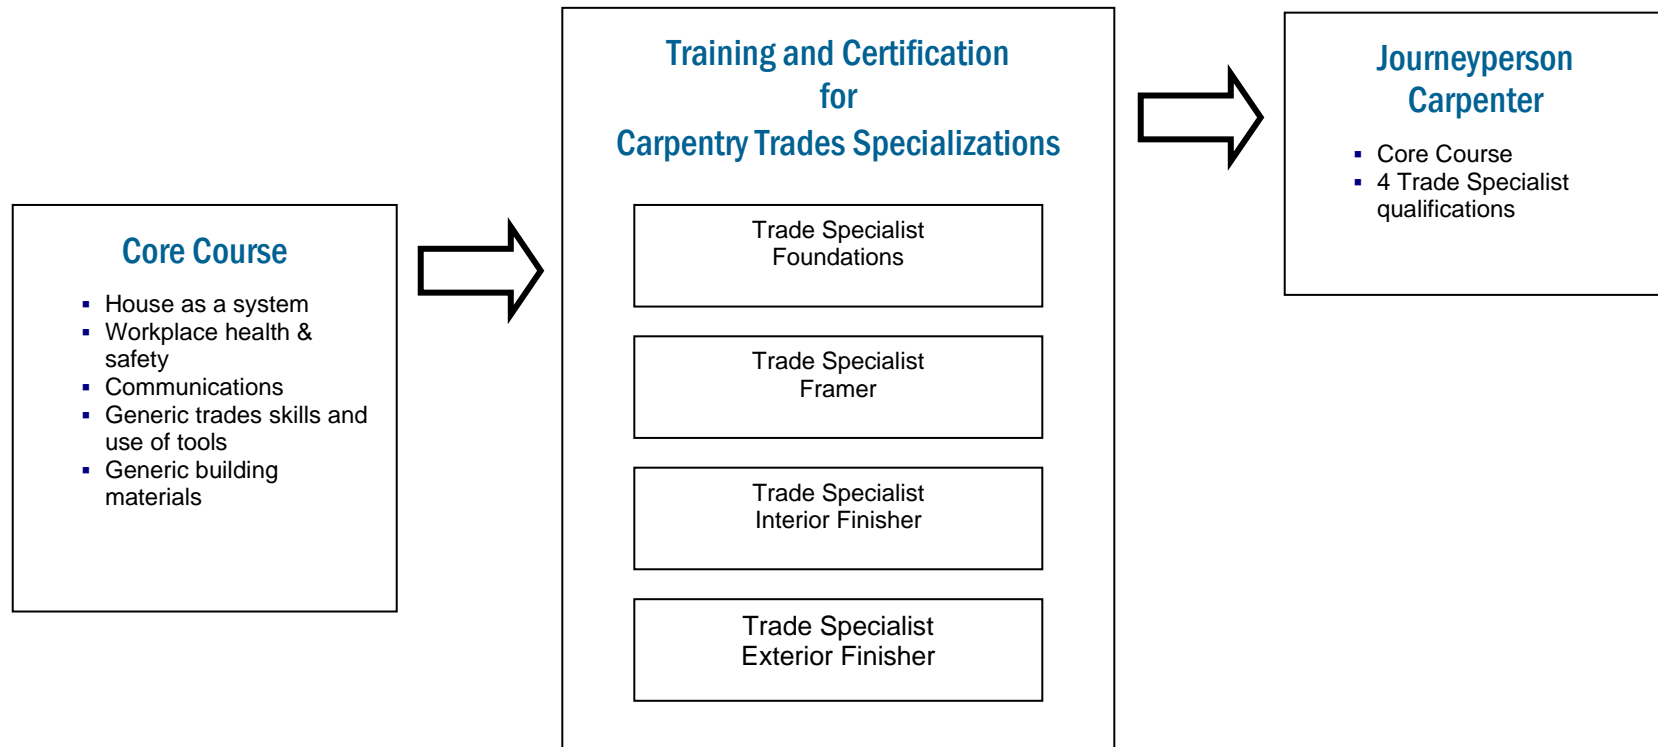 Core Course
▪ House as a system
▪ Workplace health &
safety
▪ Communications
▪ Generic trades skills and
use of tools
▪ Generic building
materials
Training and Certification
for
Carpentry Trades Specializations
Trade Specialist
Foundations
Trade Specialist
Framer
Trade Specialist
Interior Finisher
Trade Specialist
Exterior Finisher
Journeyperson
Carpenter
▪ Core Course
▪ 4 Trade Specialist
qualifications